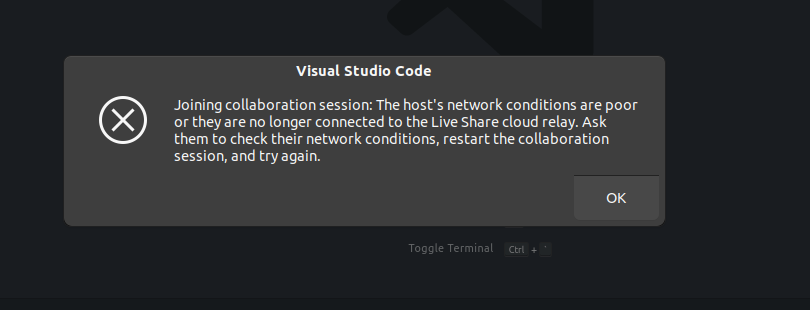 Visual Studio Code
Joining collaboration session: The host's network conditions are poor
or they are no longer connected to the Live Share cloud relay. Ask
them to check their network conditions, restart the collaboration
session, and try again.
OK
Toggle Terminal Ctrl + `